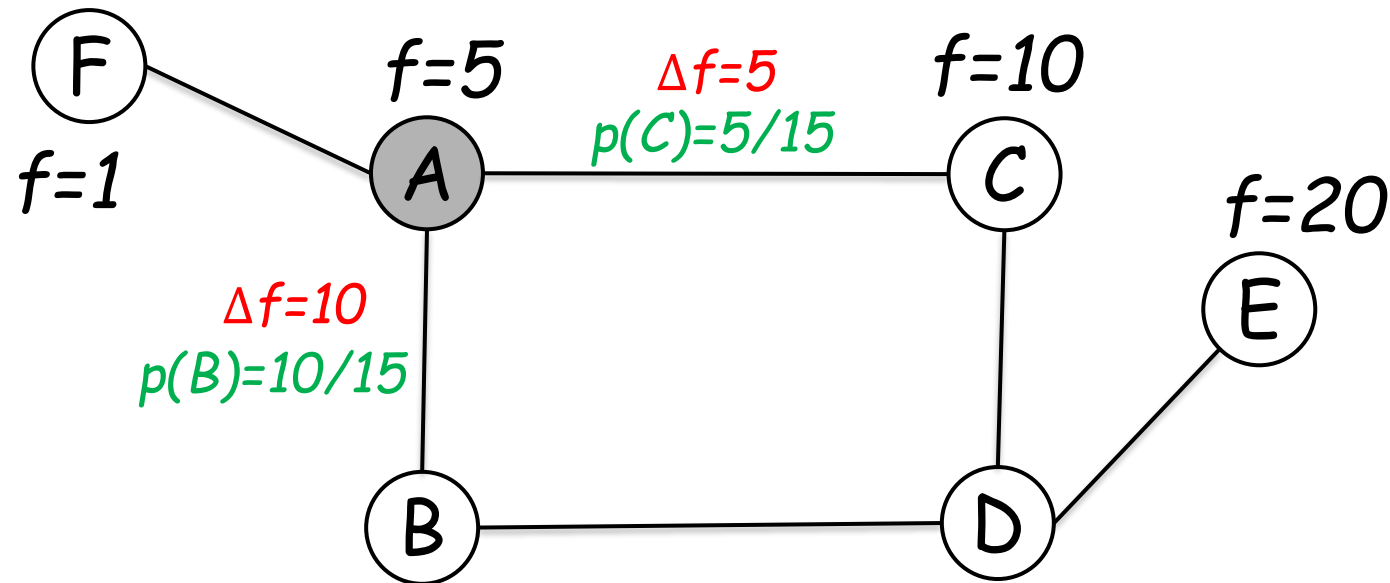 F
f=5
Δf=5
f=10
p(C)=5/15
A
C
f=1
f=20
Δf=10
E
p(B)=10/15
B
D